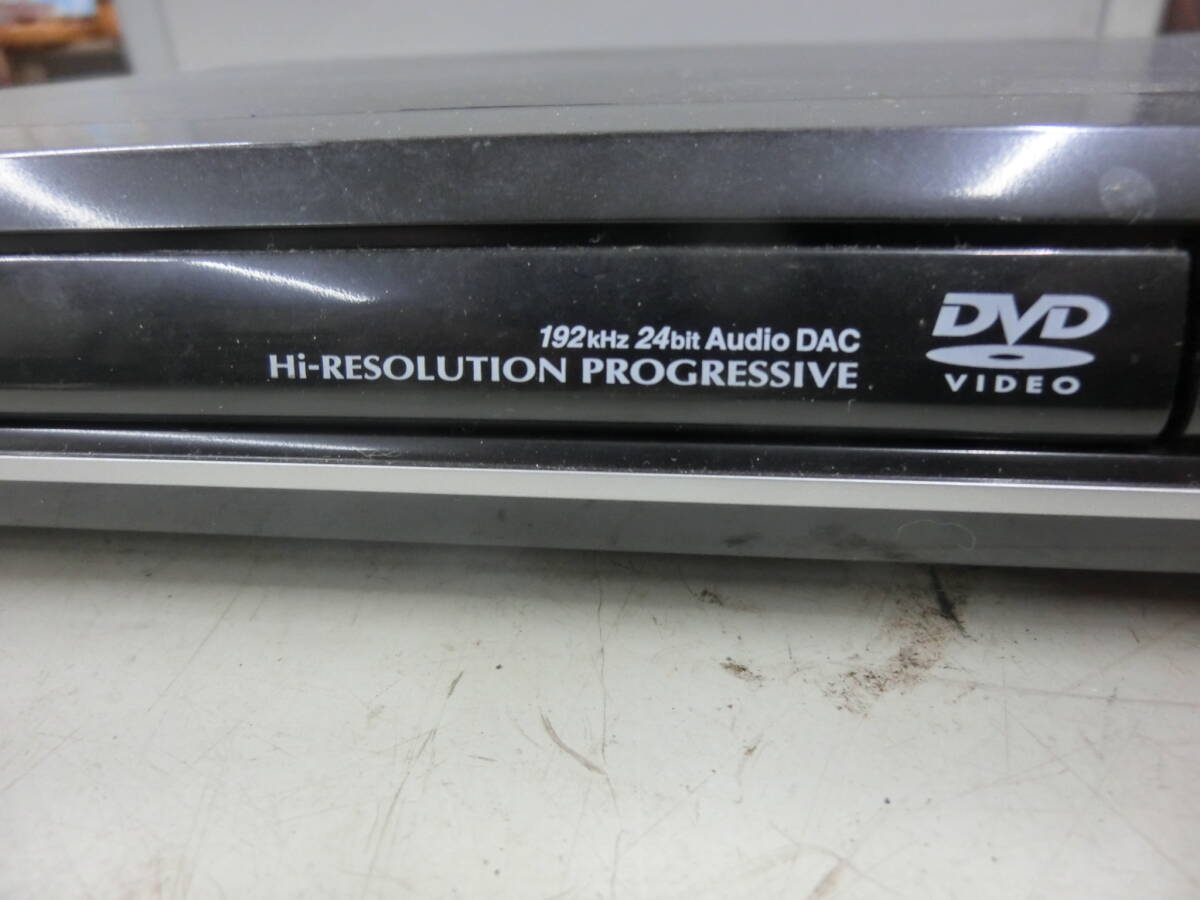 192kHz 24bit Audio DAC
Hi-RESOLUTION PROGRESSIVE
DVD
VIDEO